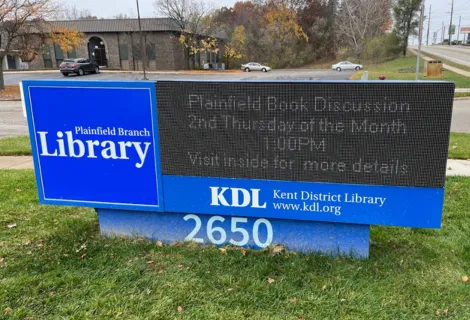 Plainfield Branch
Library
Plainfield Book Discussion
2nd Thursday of the Month
1:00PM
Visit inside for more details
KDL Kent District Library
www.kdl.org
2650